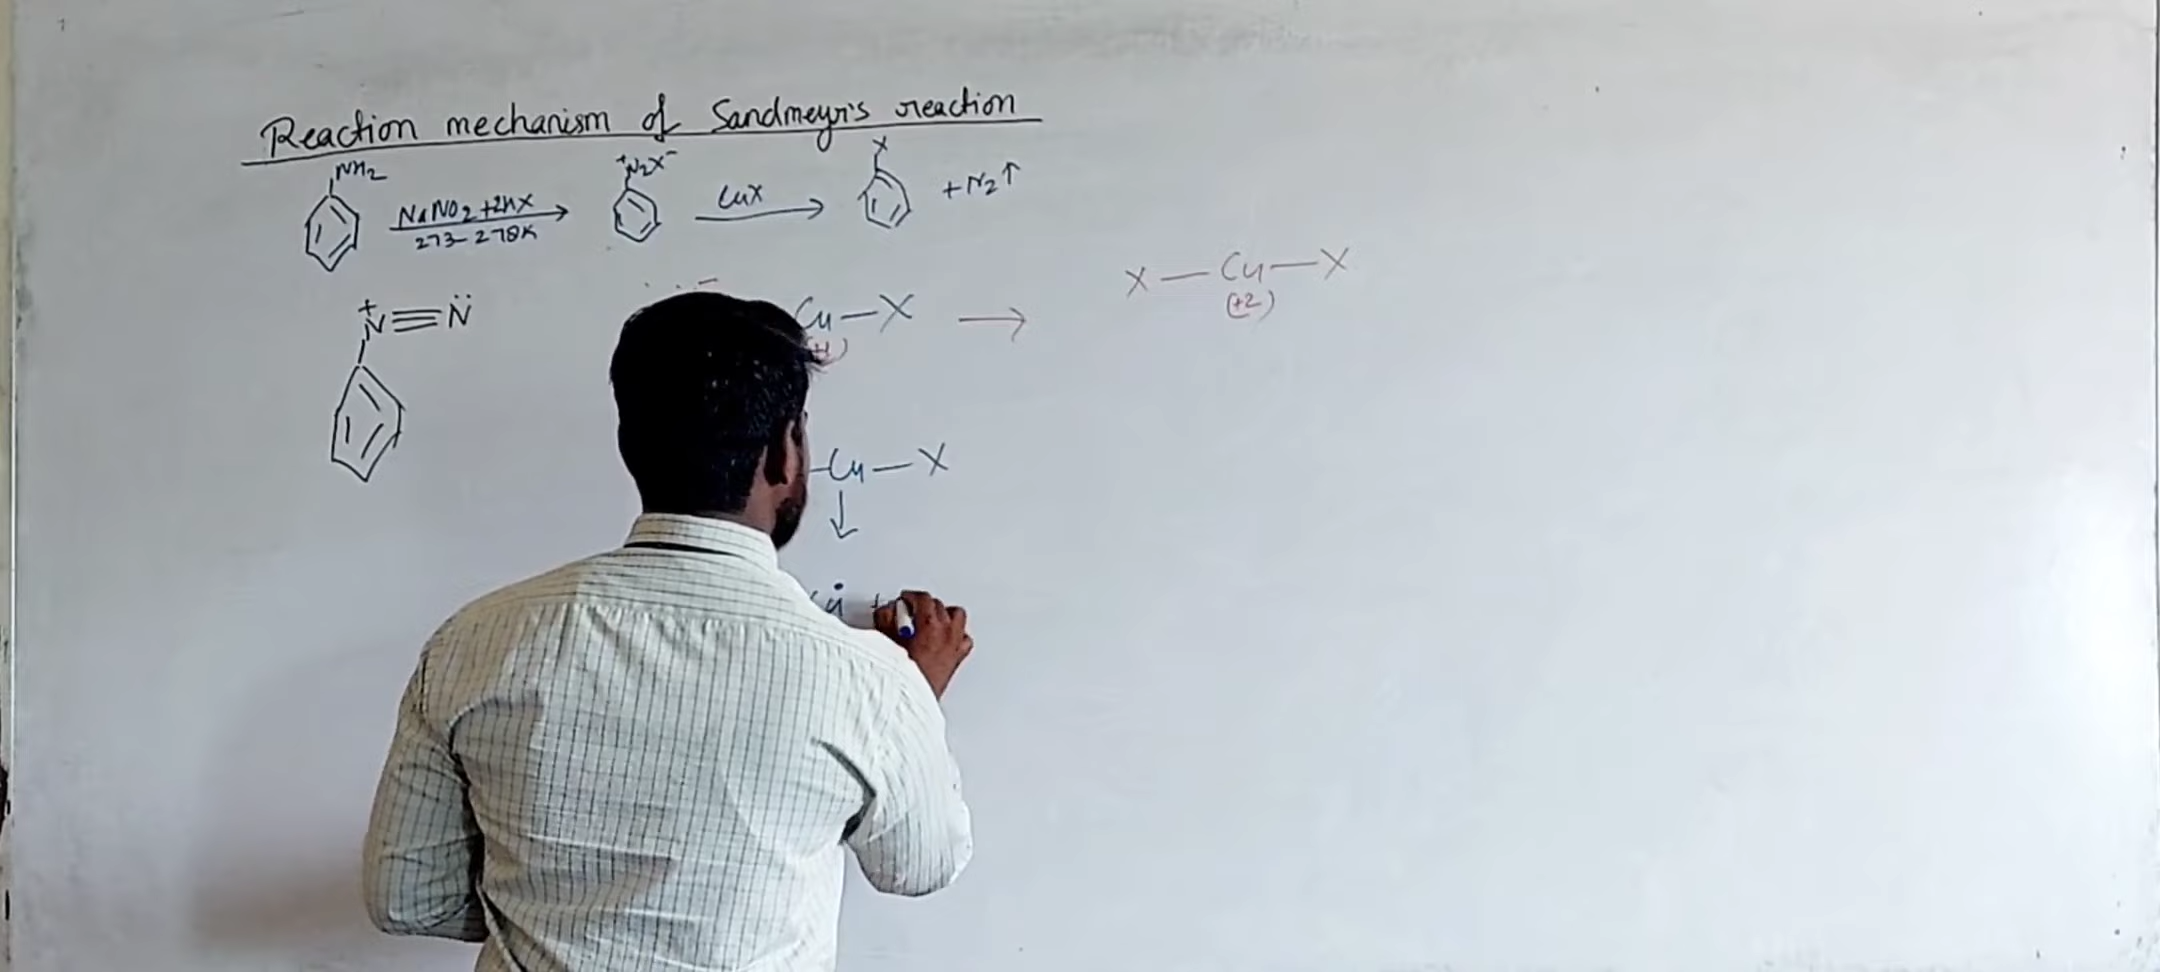 Reaction mechanism of Sandmeyr's reaction
NH2 NaNO2+2HX 273-278K +N2X- CuX X +N2↑
+N≡N̈ Cu—X → X—Cu—X
(+1) (+2)
-Cu—X
↓
+